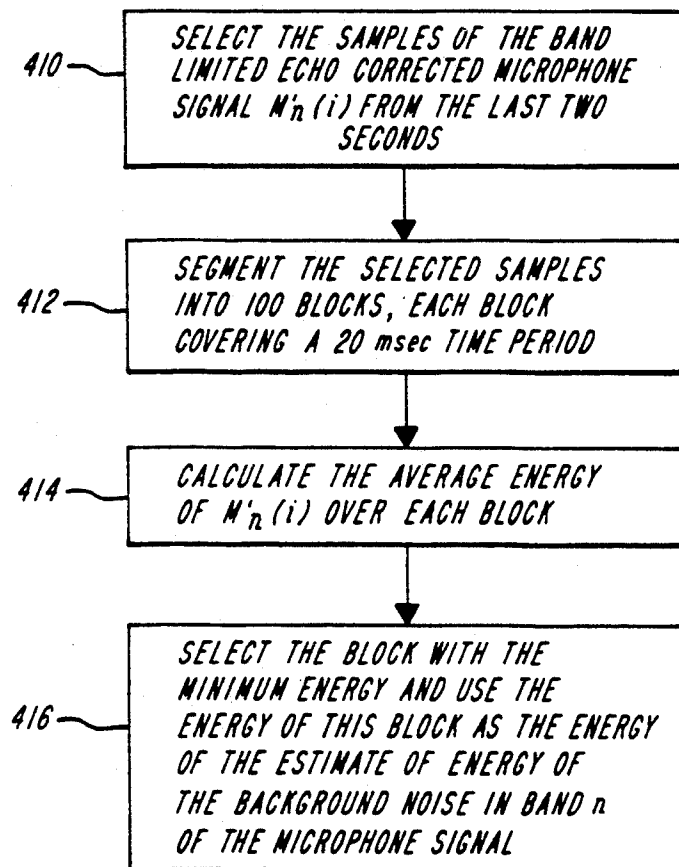 410
SELECT THE SAMPLES OF THE BAND
LIMITED ECHO CORRECTED MICROPHONE
SIGNAL M'n (i) FROM THE LAST TWO
SECONDS
412
SEGMENT THE SELECTED SAMPLES
INTO 100 BLOCKS, EACH BLOCK
COVERING A 20 msec TIME PERIOD
414
CALCULATE THE AVERAGE ENERGY
OF M'n (i) OVER EACH BLOCK
416
SELECT THE BLOCK WITH THE
MINIMUM ENERGY AND USE THE
ENERGY OF THIS BLOCK AS THE ENERGY
OF THE ESTIMATE OF ENERGY OF
THE BACKGROUND NOISE IN BAND n
OF THE MICROPHONE SIGNAL